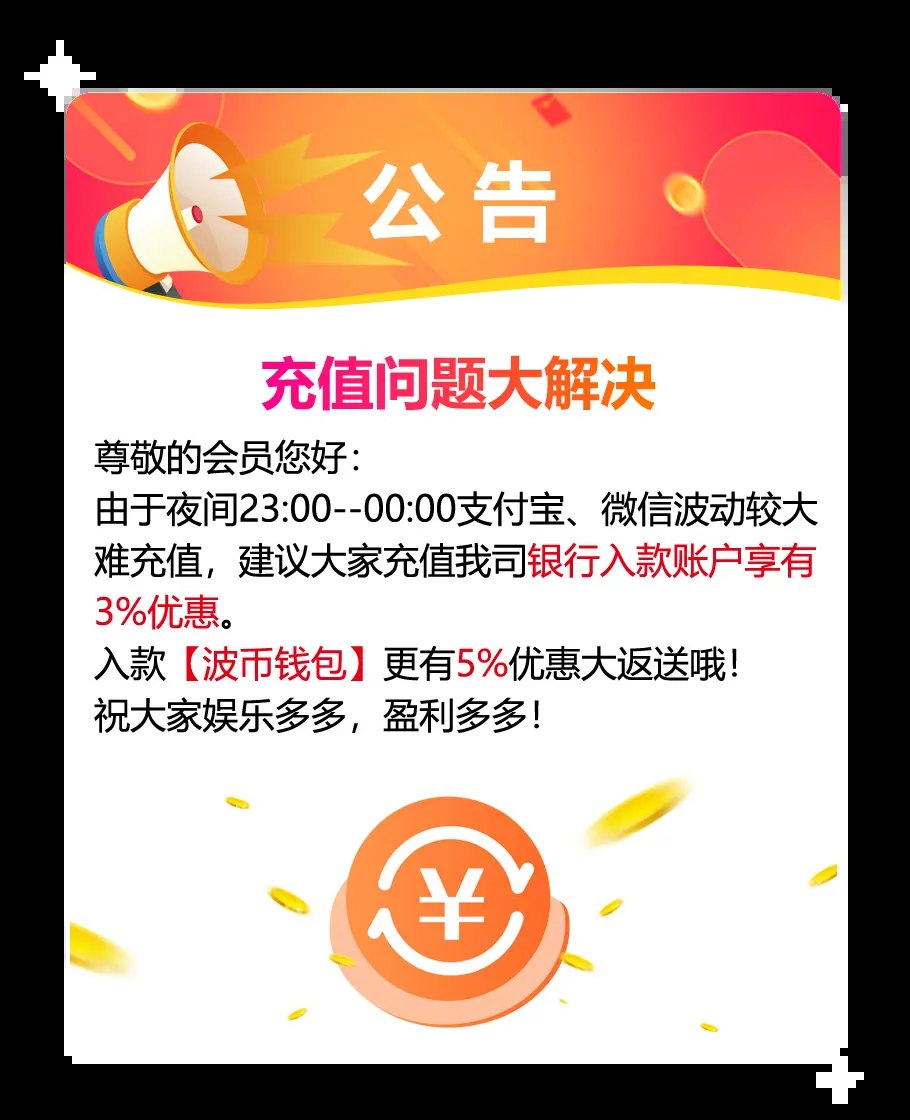 公告
充值问题大解决
尊敬的会员您好：
由于夜间23:00--00:00支付宝、微信波动较大
难充值，建议大家充值我司银行入款账户享有
3%优惠。
入款【波币钱包】更有5%优惠大返送哦！
祝大家娱乐多多，盈利多多！
¥